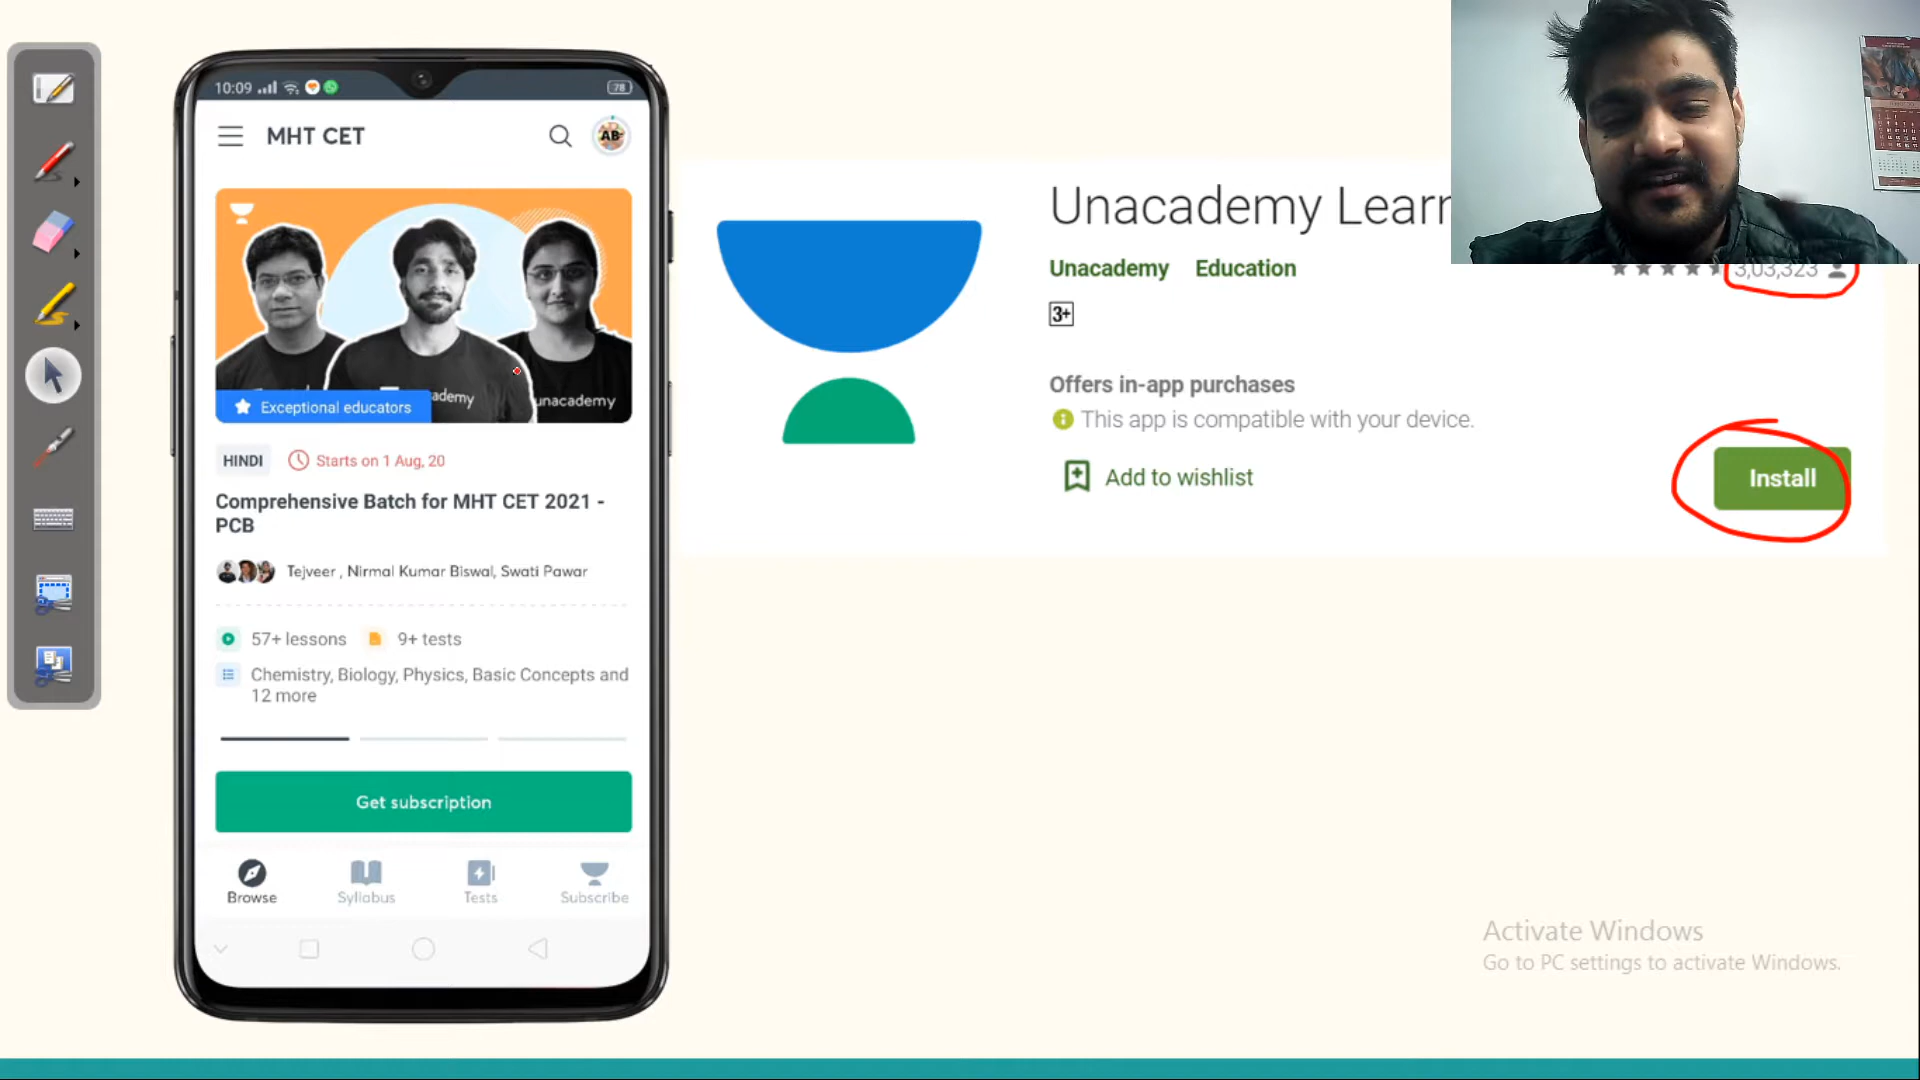 10:09
78
MHT CET
AB
ademy
unacademy
Exceptional educators
HINDI
Starts on 1 Aug, 20
Comprehensive Batch for MHT CET 2021 -
PCB
Tejveer , Nirmal Kumar Biswal, Swati Pawar
57+ lessons
9+ tests
Chemistry, Biology, Physics, Basic Concepts and
12 more
Get subscription
Browse
Syllabus
Tests
Subscribe
Unacademy Learn
Unacademy Education
3,03,323
3+
Offers in-app purchases
This app is compatible with your device.
Add to wishlist
Install
Activate Windows
Go to PC settings to activate Windows.